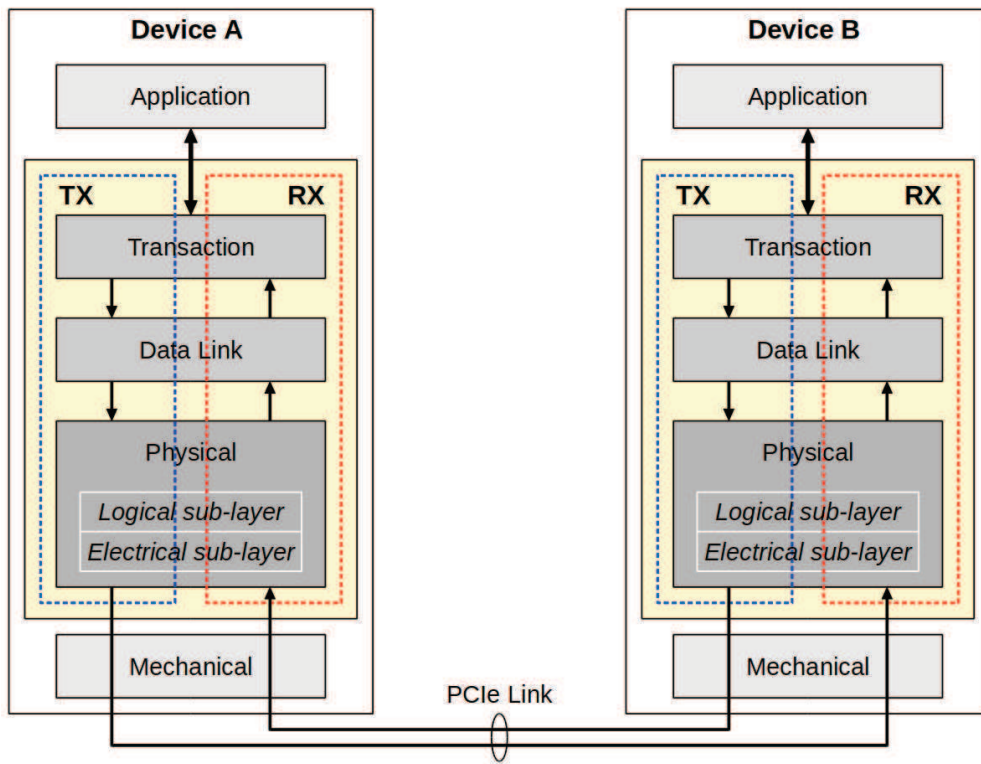 Device A
Application
TX
RX
Transaction
Data Link
Physical
Logical sub-layer
Electrical sub-layer
Mechanical
Device B
Application
TX
RX
Transaction
Data Link
Physical
Logical sub-layer
Electrical sub-layer
Mechanical
PCIe Link